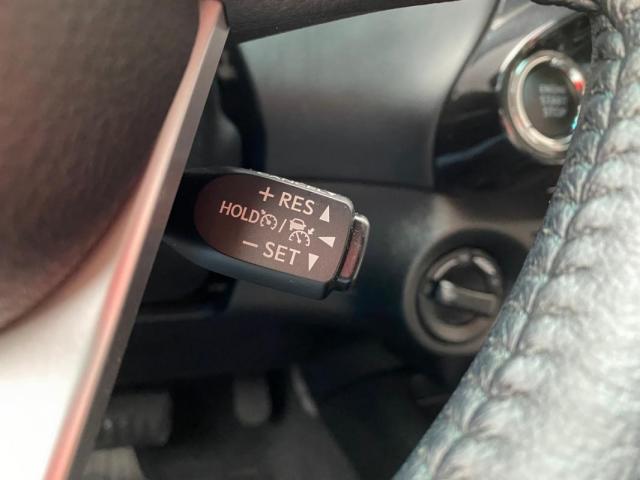 + RES ▲
HOLD / ◄
− SET ▼